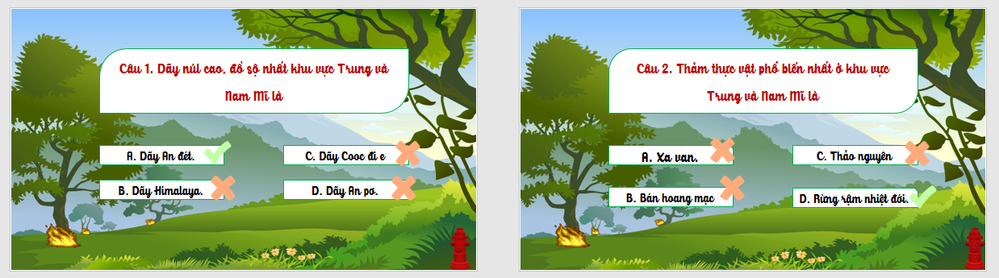 Câu 1. Dãy núi cao, đồ sộ nhất khu vực Trung và
Nam Mĩ là
A. Dãy An đét.
C. Dãy Cooc đi e
B. Dãy Himalaya.
D. Dãy An pơ.
Câu 2. Thảm thực vật phổ biến nhất ở khu vực
Trung và Nam Mĩ là
A. Xa van.
C. Thảo nguyên
B. Bán hoang mạc
D. Rừng rậm nhiệt đới.